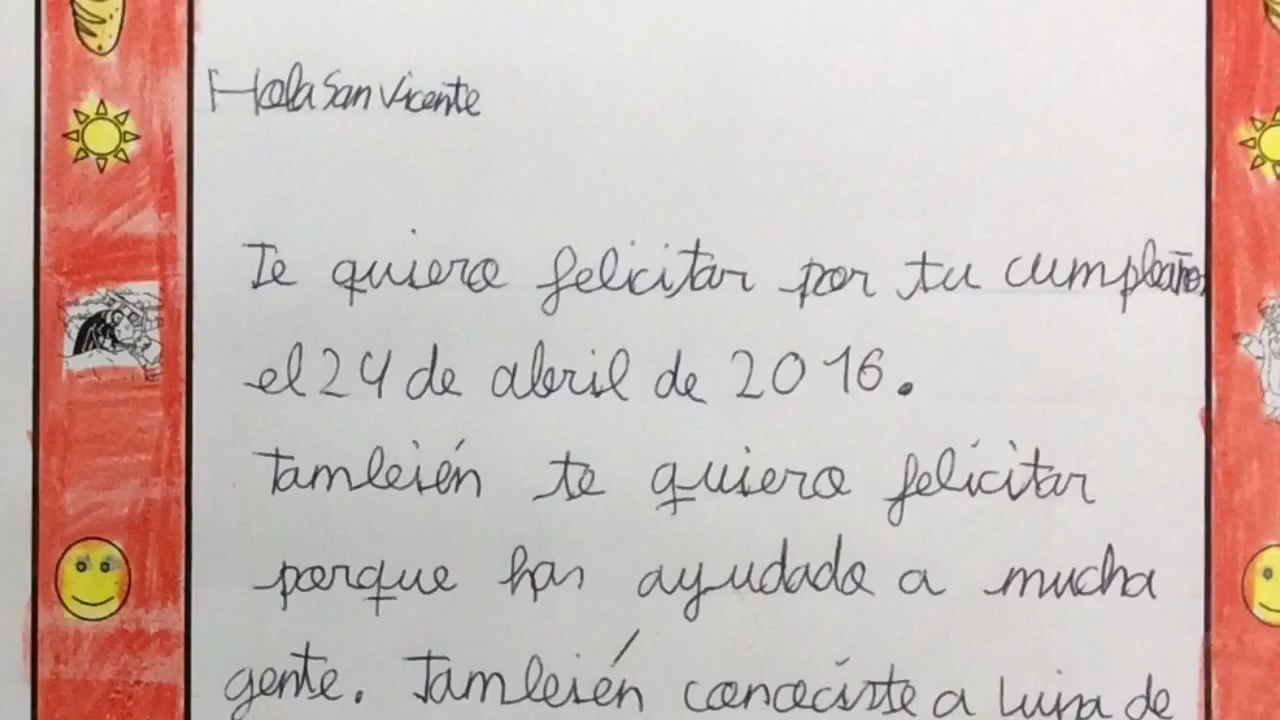 Hola San Vicente
Te quiero felicitar por tu cumpleaños
el 24 de abril de 2016.
También te quiero felicitar
porque has ayudado a mucha
gente. También conociste a Luisa de